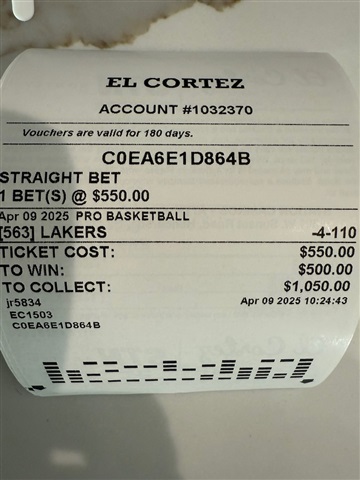 EL CORTEZ
ACCOUNT #1032370
Vouchers are valid for 180 days.
C0EA6E1D864B
STRAIGHT BET
1 BET(S) @ $550.00
Apr 09 2025 PRO BASKETBALL
[563] LAKERS -4-110
TICKET COST: $550.00
TO WIN: $500.00
TO COLLECT: $1,050.00
jr5834 Apr 09 2025 10:24:43
EC1503
C0EA6E1D864B